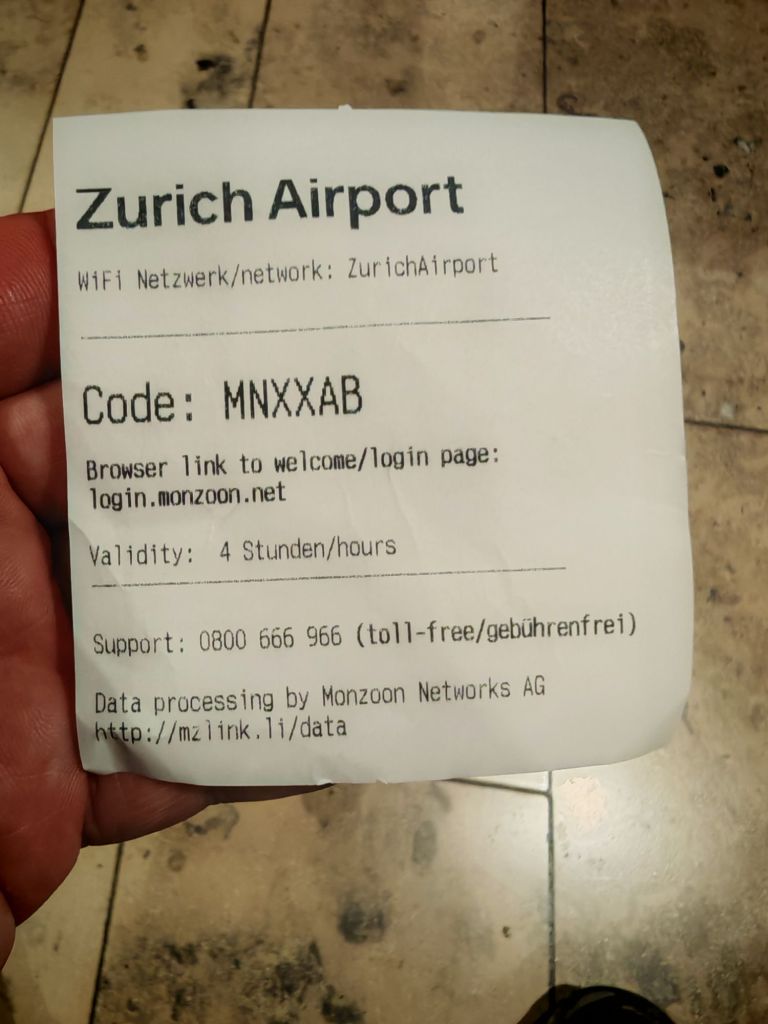 Zurich Airport
WiFi Netzwerk/network: ZurichAirport
Code: MNXXAB
Browser link to welcome/login page:
login.monzoon.net
Validity: 4 Stunden/hours
Support: 0800 666 966 (toll-free/gebührenfrei)
Data processing by Monzoon Networks AG
http://mzlink.li/data